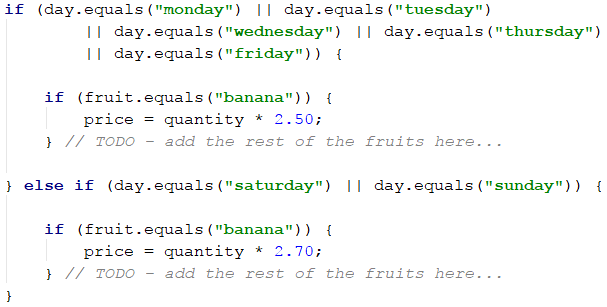 if (day.equals("monday") || day.equals("tuesday")
|| day.equals("wednesday") || day.equals("thursday")
|| day.equals("friday")) {
if (fruit.equals("banana")) {
price = quantity * 2.50;
} // TODO – add the rest of the fruits here...
} else if (day.equals("saturday") || day.equals("sunday")) {
if (fruit.equals("banana")) {
price = quantity * 2.70;
} // TODO – add the rest of the fruits here...
}